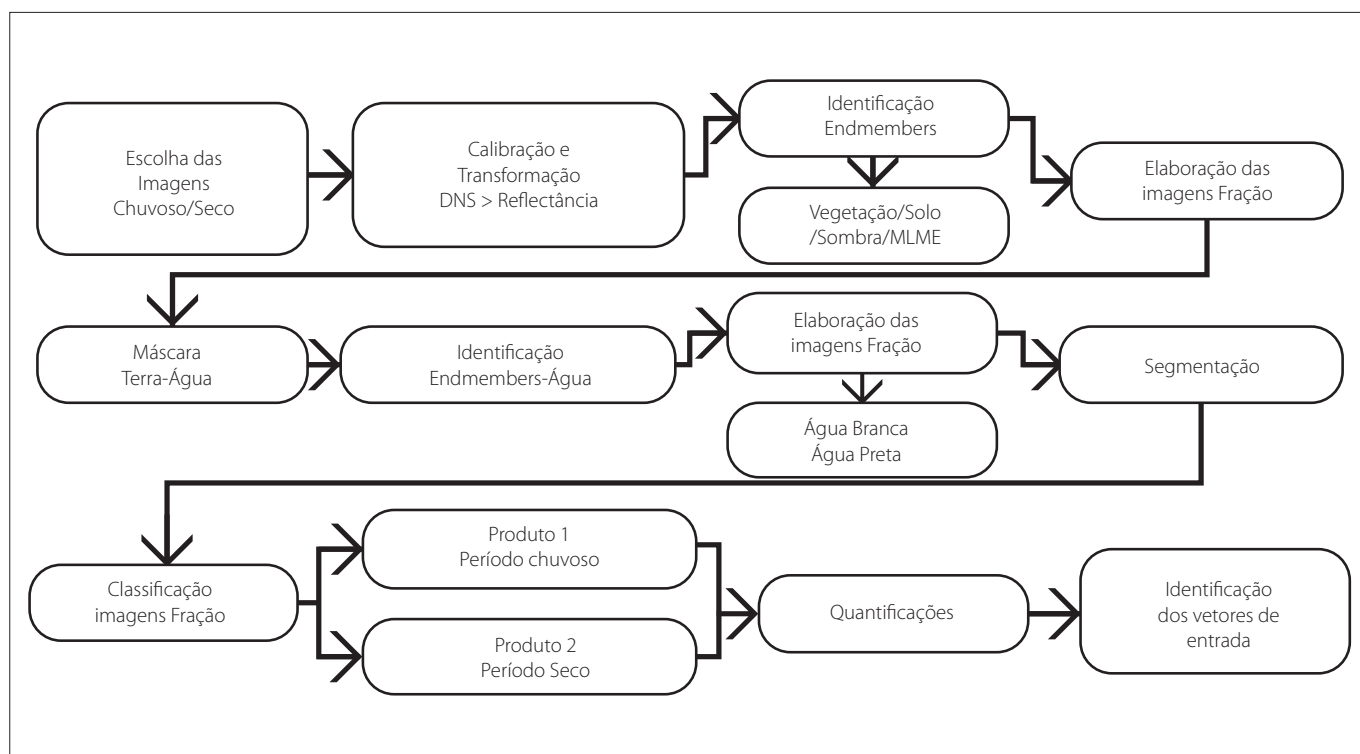 Escolha das
Imagens
Chuvoso/Seco
Calibração e
Transformação
DNS > Reflectância
Identificação
Endmembers
Vegetação/Solo
/Sombra/MLME
Elaboração das
imagens Fração
Máscara
Terra-Água
Identificação
Endmembers-Água
Elaboração das
imagens Fração
Água Branca
Água Preta
Segmentação
Classificação
imagens Fração
Produto 1
Período chuvoso
Produto 2
Período Seco
Quantificações
Identificação
dos vetores de
entrada